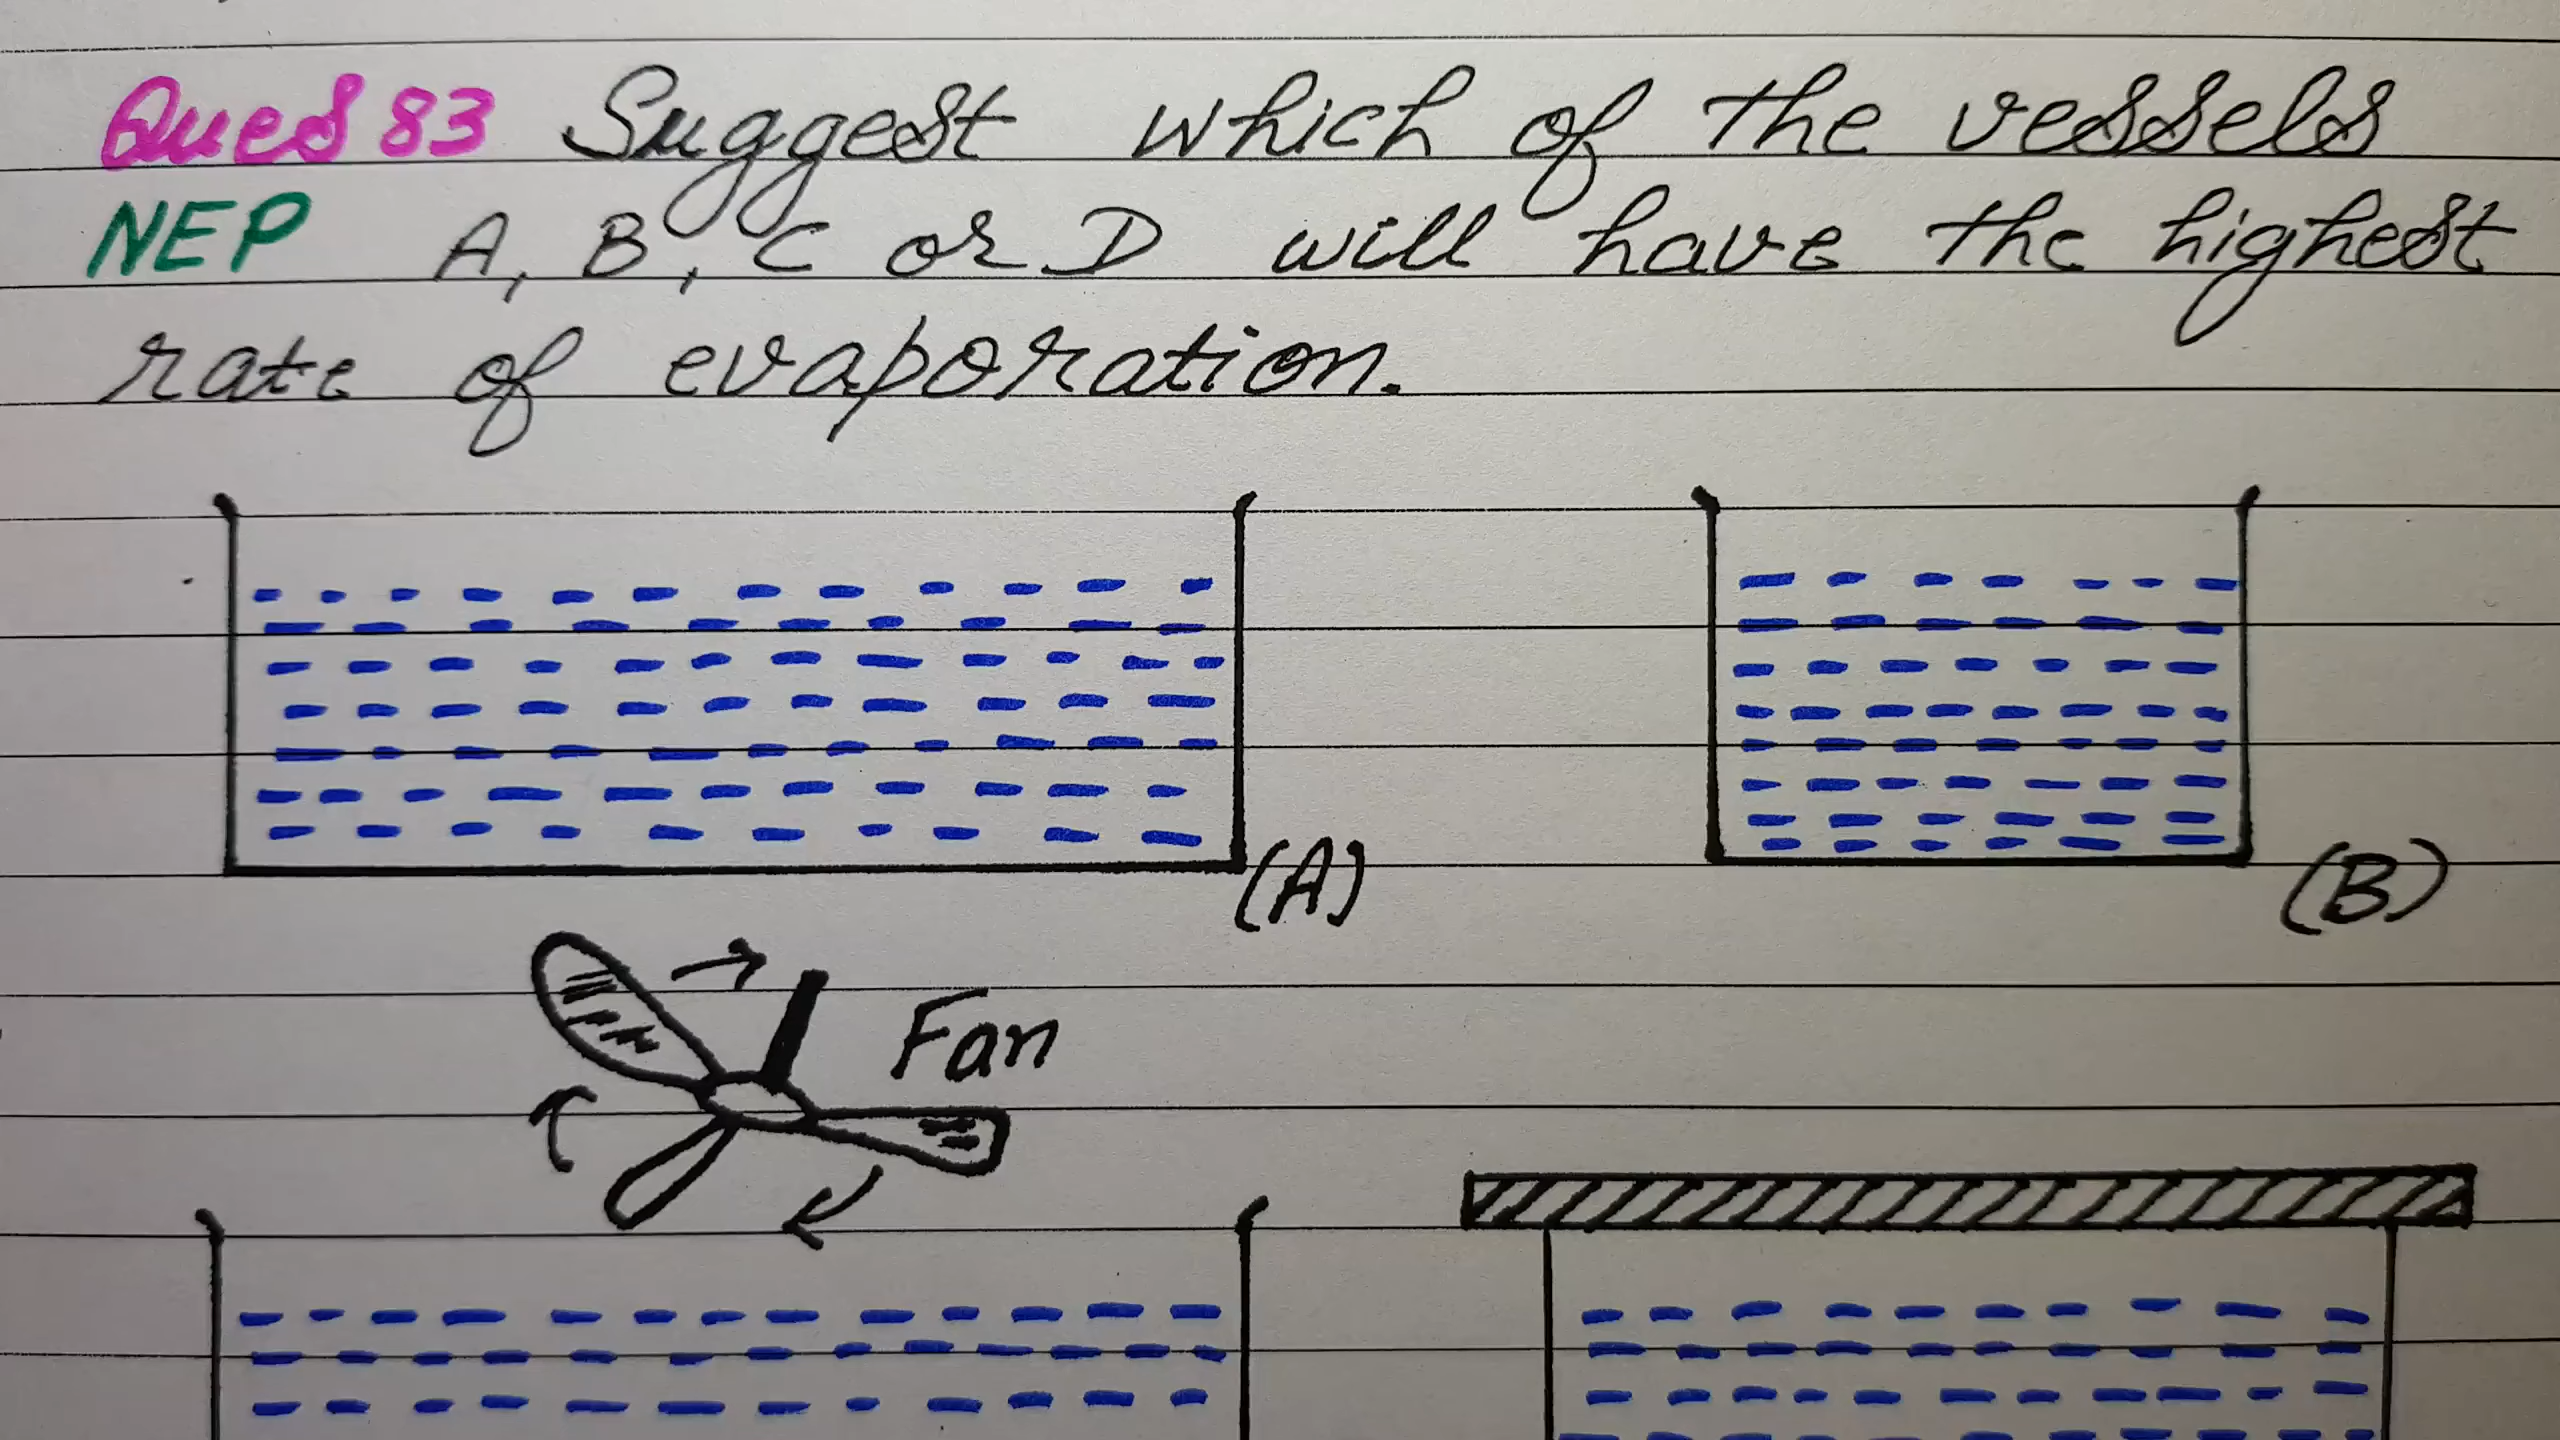 Ques 83 Suggest which of the vessels
NEP A, B, C or D will have the highest
rate of evaporation.
(A)
(B)
Fan